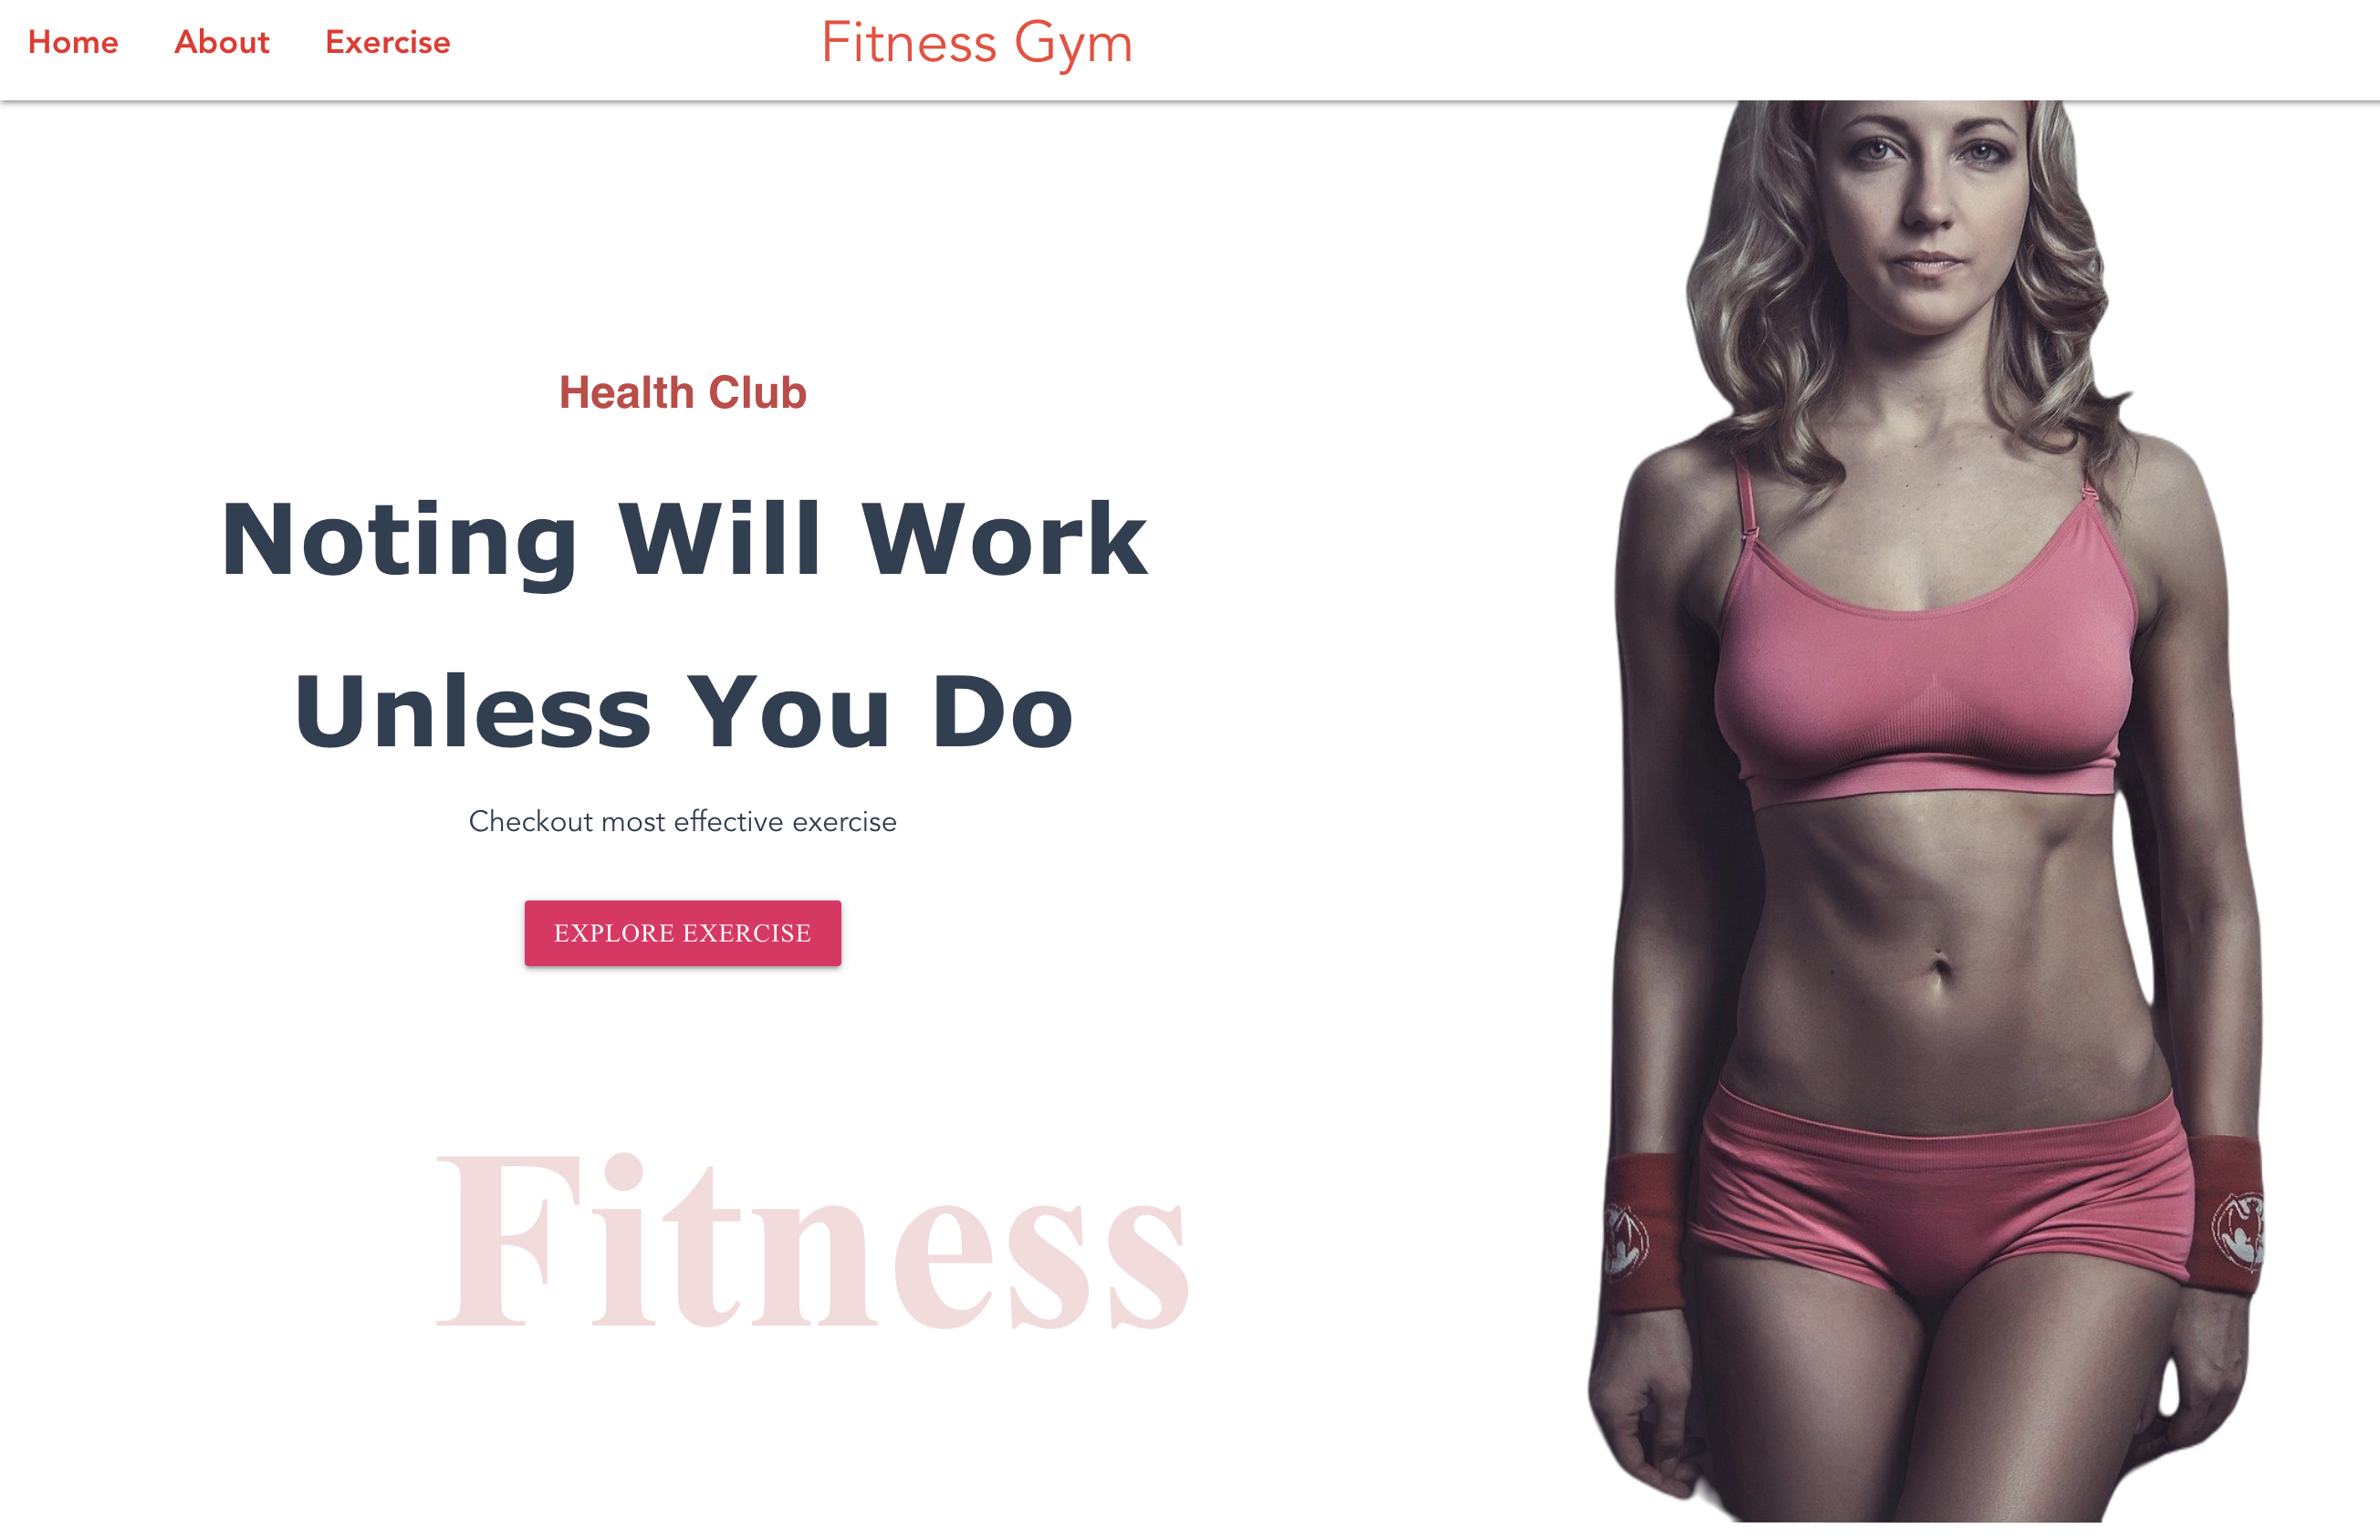 Home About Exercise Fitness Gym
Health Club
Noting Will Work
Unless You Do
Checkout most effective exercise
EXPLORE EXERCISE
Fitness